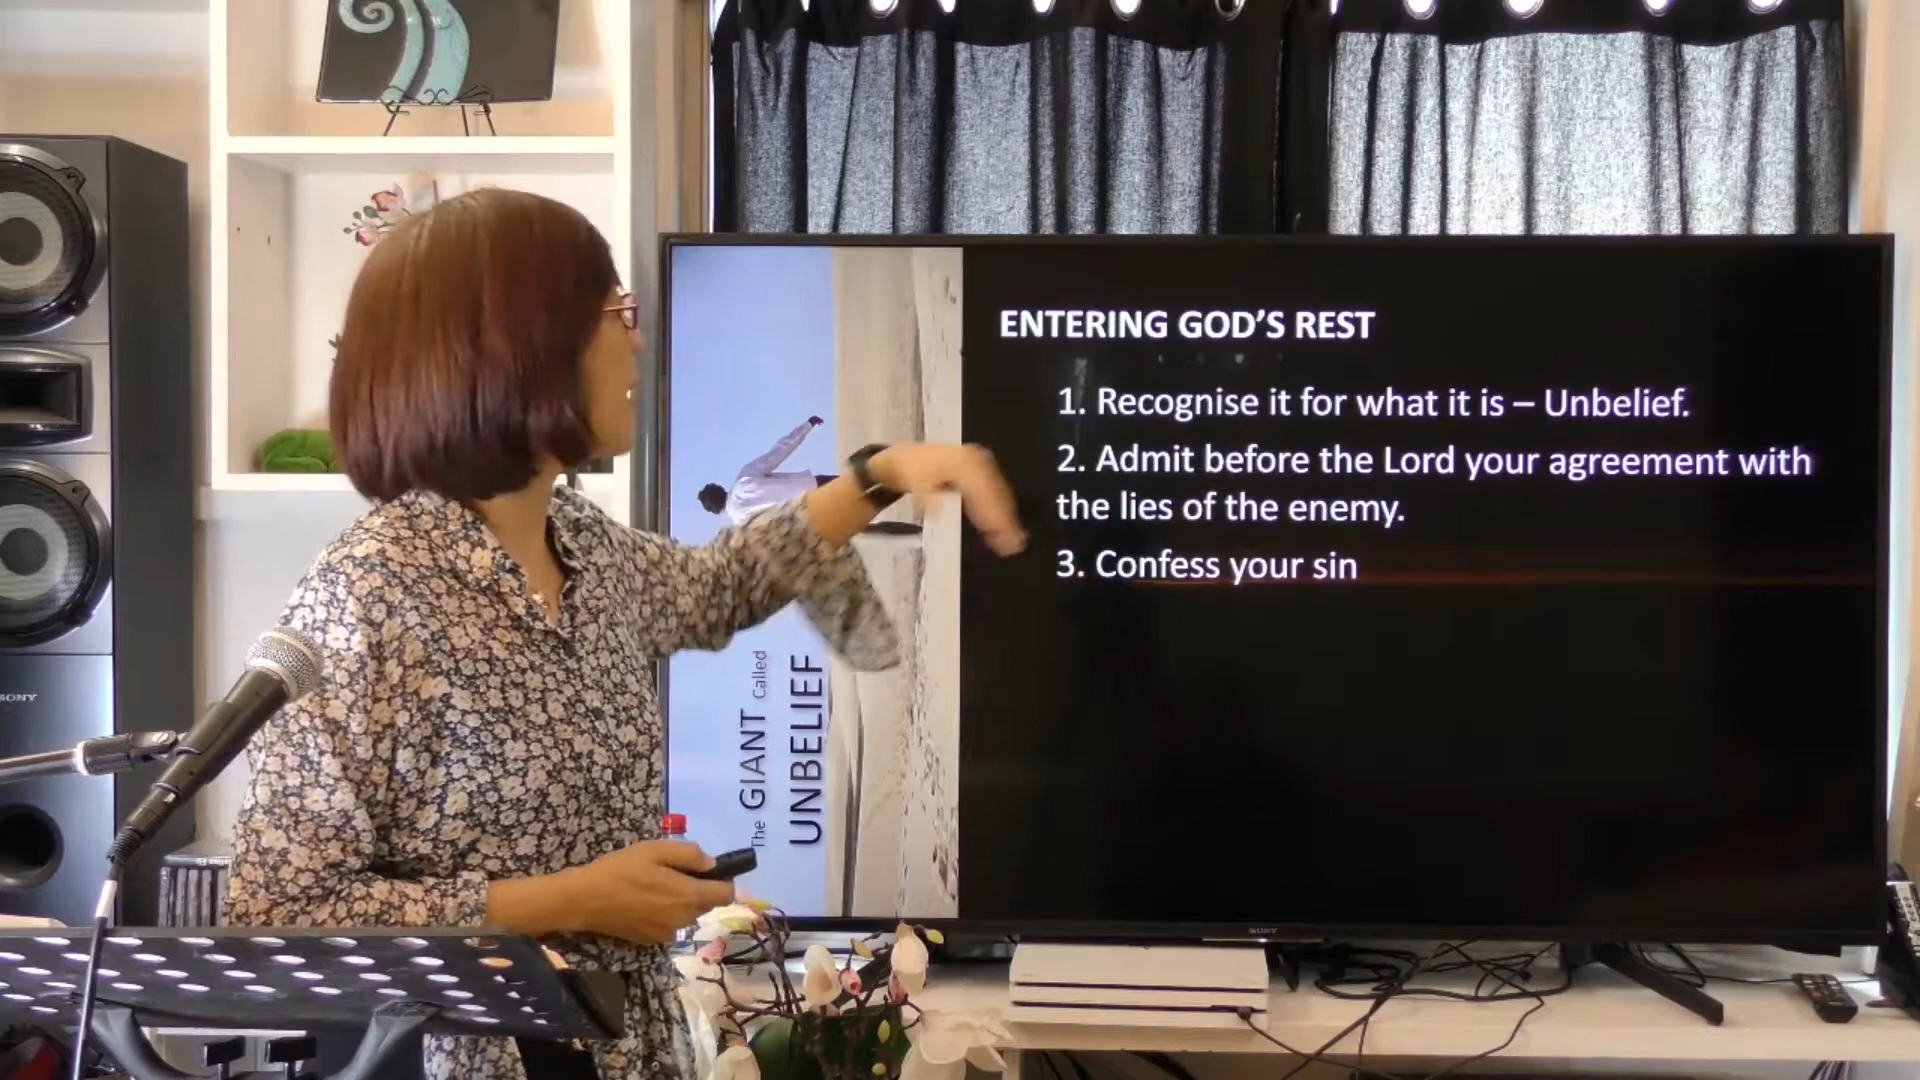 ENTERING GOD'S REST
1. Recognise it for what it is – Unbelief.
2. Admit before the Lord your agreement with
the lies of the enemy.
3. Confess your sin
The GIANT Called
UNBELIEF
SONY
SONY